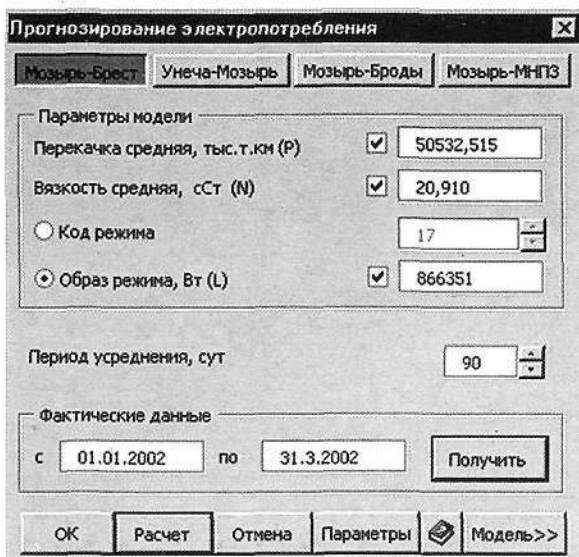 Прогнозирование электропотребления
Мозырь-Брест Унеча-Мозырь Мозырь-Броды Мозырь-МНПЗ
Параметры модели
Перекачка средняя, тыс.т.км (P) 50532,515
Вязкость средняя, сСт (N) 20,910
Код режима 17
Образ режима, Вт (L) 866351
Период усреднения, сут 90
Фактические данные
с 01.01.2002 по 31.3.2002 Получить
ОК Расчет Отмена Параметры Модель>>